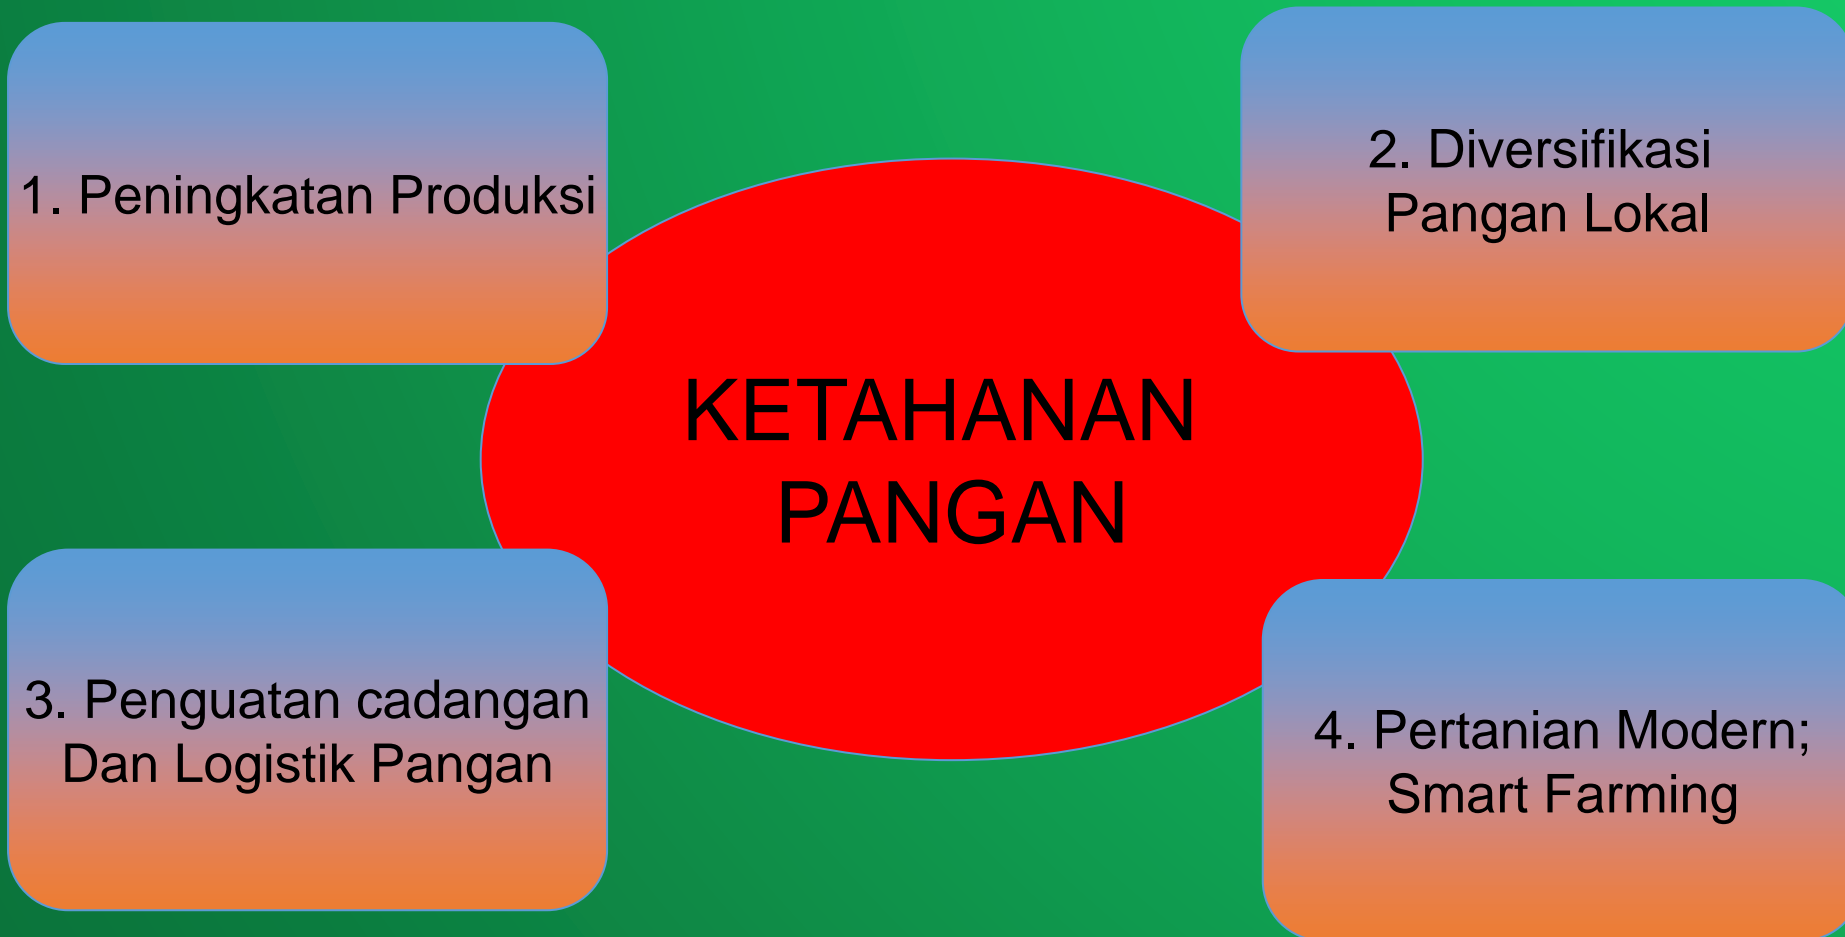 1. Peningkatan Produksi
2. Diversifikasi
Pangan Lokal
KETAHANAN
PANGAN
3. Penguatan cadangan
Dan Logistik Pangan
4. Pertanian Modern;
Smart Farming